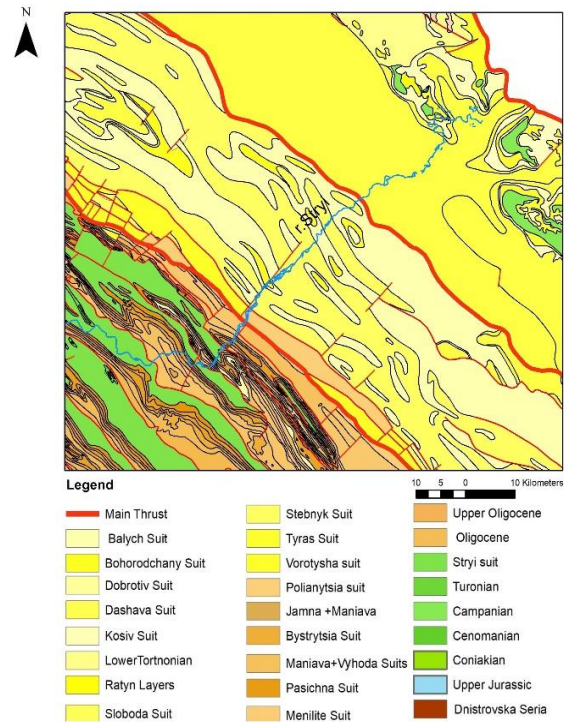 N
r.Stryi
10 5 0 10 Kilometers
Legend
Main Thrust
Balych Suit
Bohorodchany Suit
Dobrotiv Suit
Dashava Suit
Kosiv Suit
LowerTortnonian
Ratyn Layers
Sloboda Suit
Stebnyk Suit
Tyras Suit
Vorotysha suit
Polianytsia suit
Jamna +Maniava
Bystrytsia Suit
Maniava+Vyhoda Suits
Pasichna Suit
Menilite Suit
Upper Oligocene
Oligocene
Stryi suit
Turonian
Campanian
Cenomanian
Coniakian
Upper Jurassic
Dnistrovska Seria